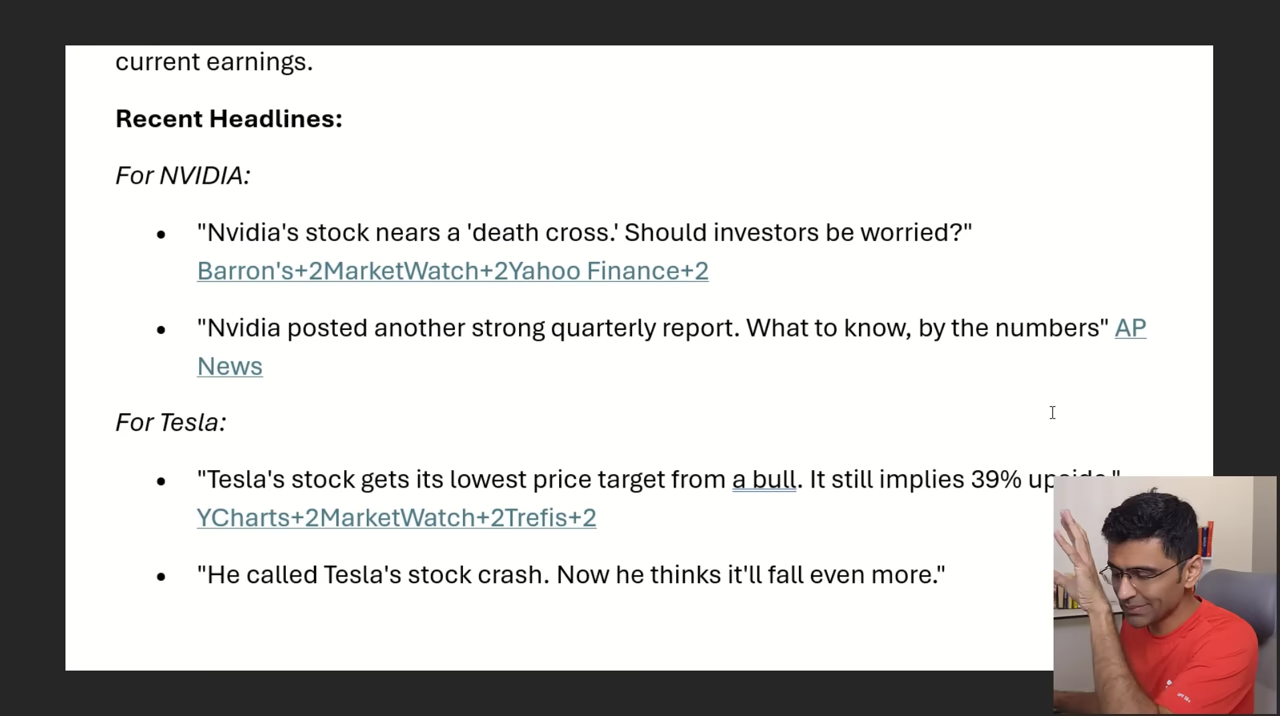 current earnings.
Recent Headlines:
For NVIDIA:
• "Nvidia's stock nears a 'death cross.' Should investors be worried?"
Barron's+2MarketWatch+2Yahoo Finance+2
• "Nvidia posted another strong quarterly report. What to know, by the numbers" AP
News
For Tesla:
• "Tesla's stock gets its lowest price target from a bull. It still implies 39% upside."
YCharts+2MarketWatch+2Trefis+2
• "He called Tesla's stock crash. Now he thinks it'll fall even more."